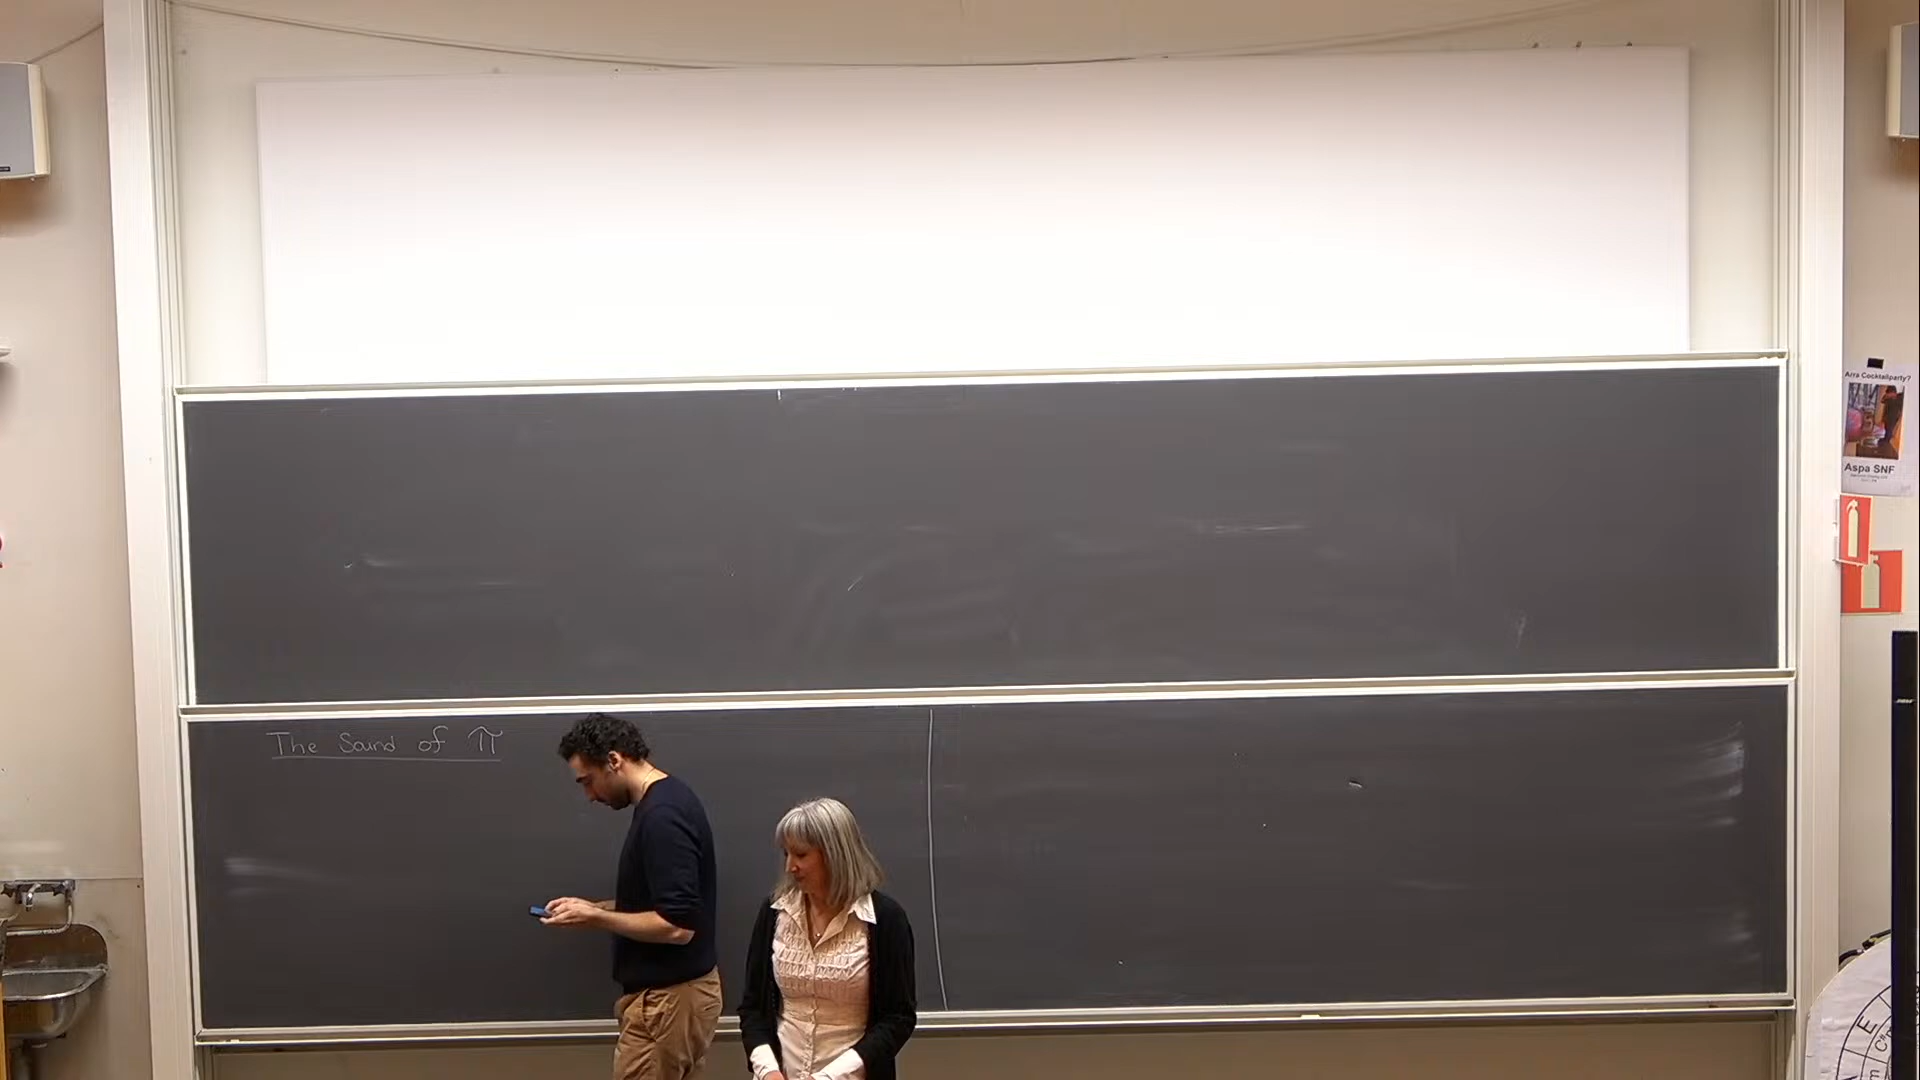 The Sound of π
Arra Cocktailparty?
Aspa SNF
E
C
m